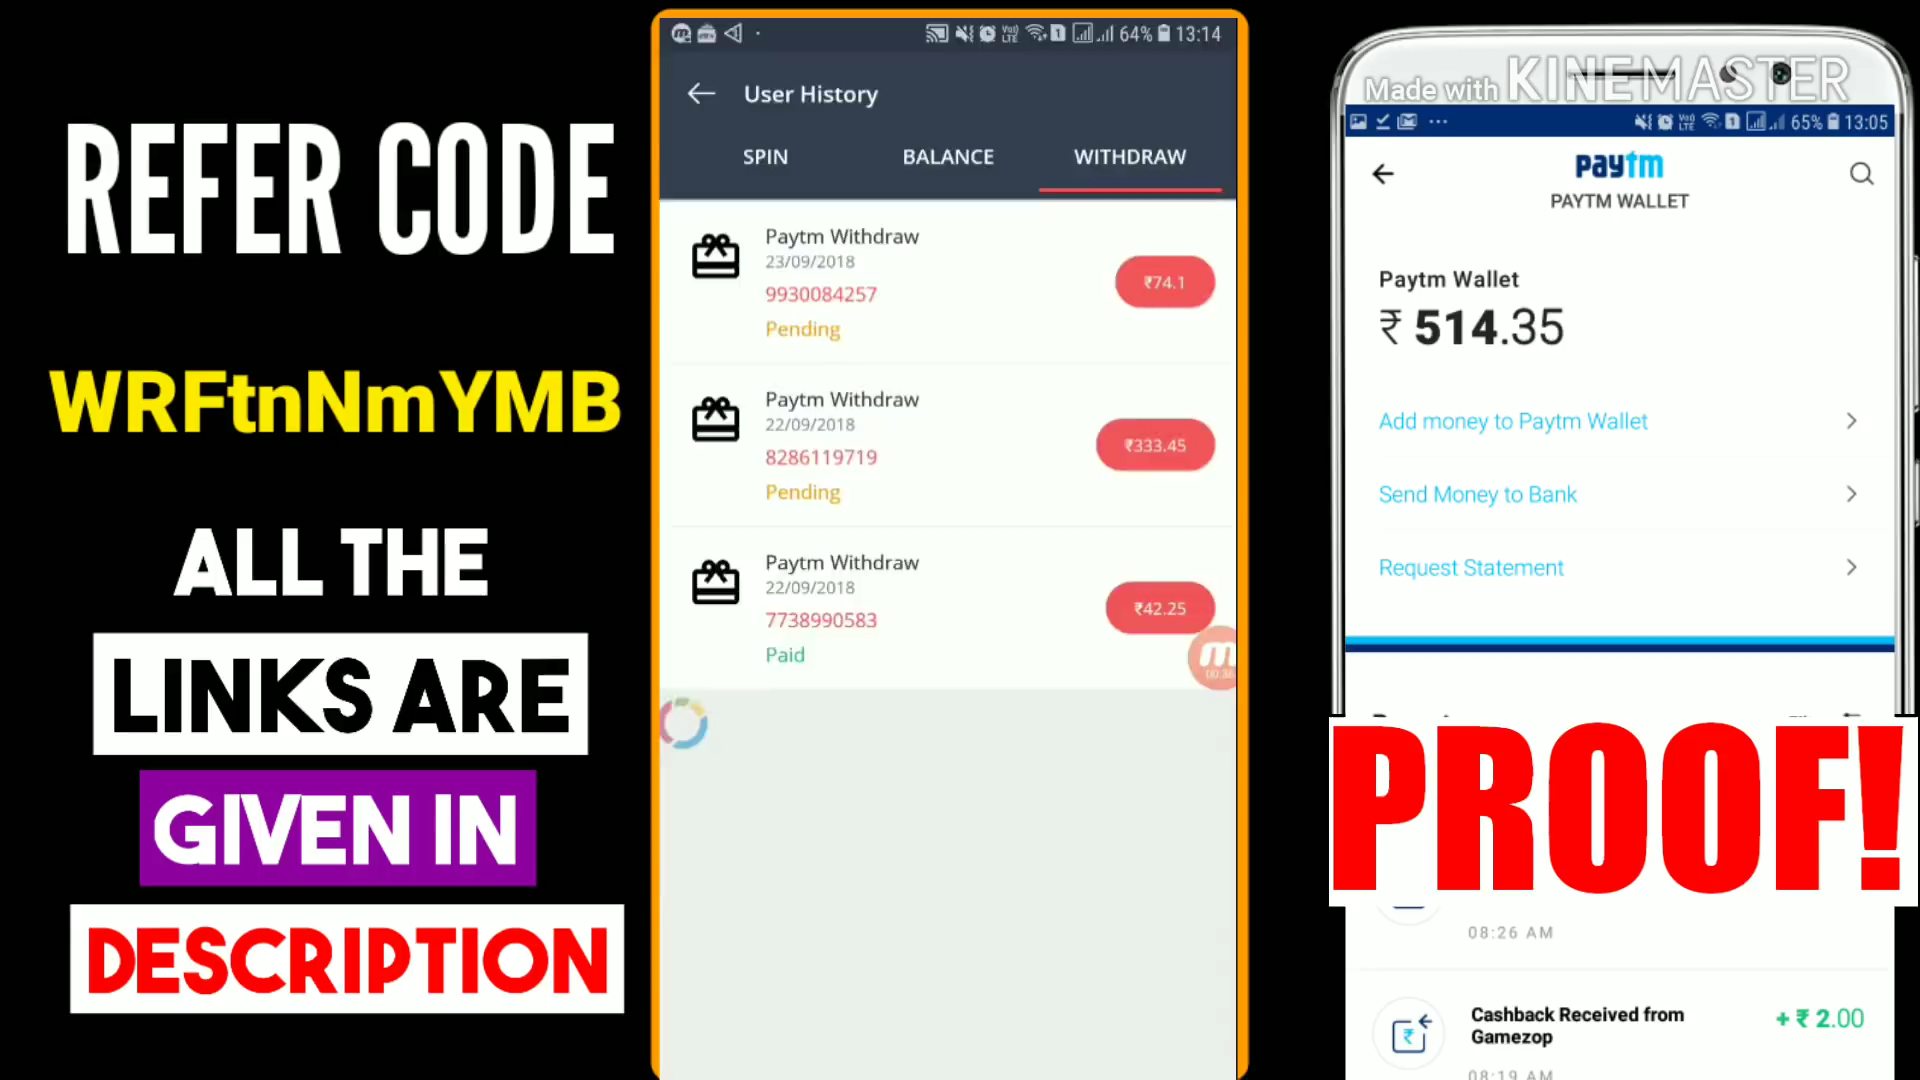 REFER CODE
WRFtnNmYMB
ALL THE
LINKS ARE
GIVEN IN
DESCRIPTION
64% 13:14
User History
SPIN BALANCE WITHDRAW
Paytm Withdraw
23/09/2018
9930084257
Pending
₹74.1
Paytm Withdraw
22/09/2018
8286119719
Pending
₹333.45
Paytm Withdraw
22/09/2018
7738990583
Paid
₹42.25
Made with KINEMASTER
65% 13:05
paytm
PAYTM WALLET
Paytm Wallet
₹ 514.35
Add money to Paytm Wallet
Send Money to Bank
Request Statement
PROOF!
08:26 AM
Cashback Received from
Gamezop
+ ₹ 2.00
08:19 AM